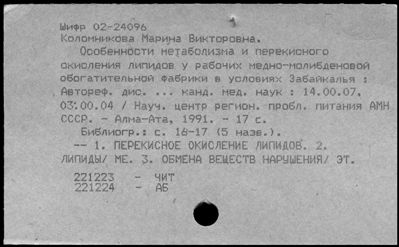 Шифр 02-24096
Коломникова Марина Викторовна.
Особенности метаболизма и перекисного
окисления липидов у рабочих медно-молибденовой
обогатительной фабрики в условиях Забайкалья :
Автореф. дис. ... канд. мед. наук : 14.00.07,
03.00.04 / Науч. центр регион. пробл. питания АМН
СССР. - Алма-Ата, 1991. - 17 с.
Библиогр.: с. 16-17 (5 назв.).
-- 1. ПЕРЕКИСНОЕ ОКИСЛЕНИЕ ЛИПИДОВ. 2.
ЛИПИДЫ/ МЕ. 3. ОБМЕНА ВЕЩЕСТВ НАРУШЕНИЯ/ ЭТ.
221223 - ЧИТ
221224 - АБ